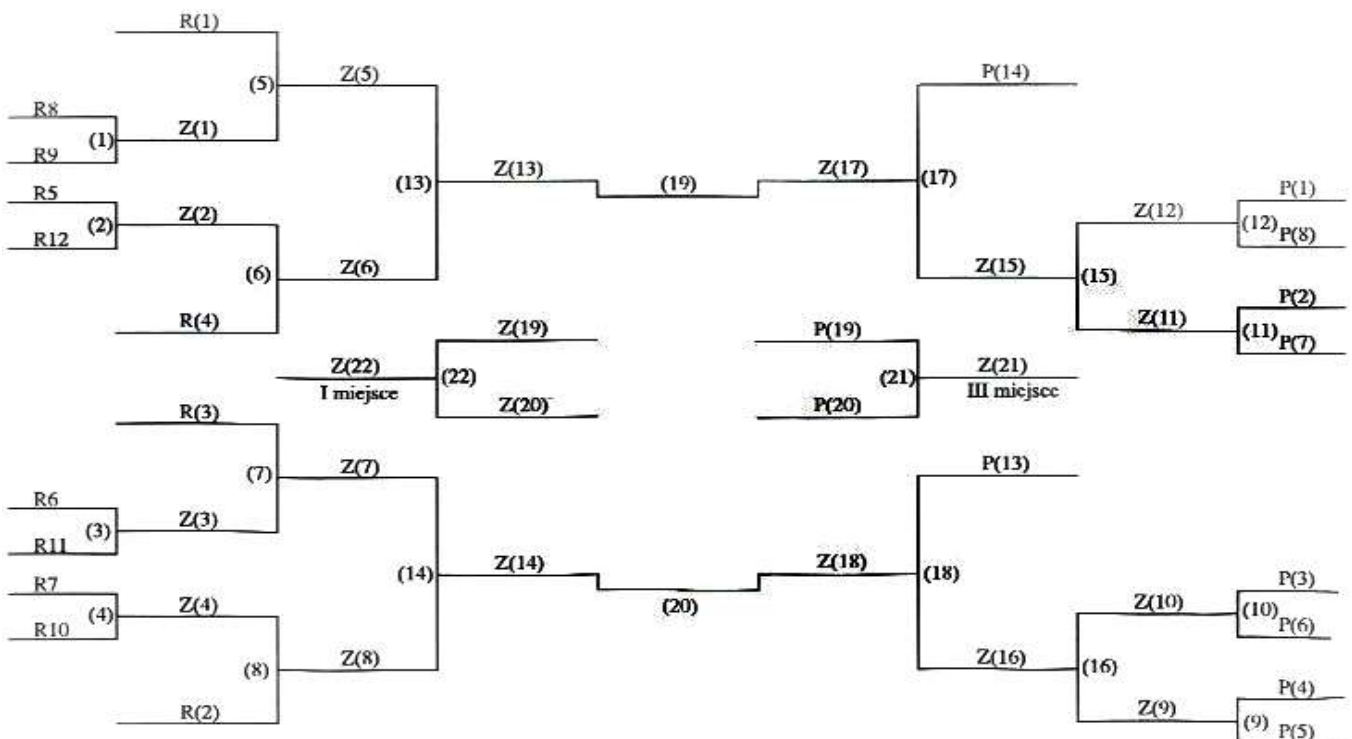 R(1)
(5) Z(5) P(14)
R8
(1) Z(1)
R9
(13) Z(13) (19) Z(17) (17)
R5
(2) Z(2) Z(12) P(1)
R12 (12) P(8)
(6) Z(6) Z(15) (15)
P(2)
R(4) Z(19) P(19) Z(11) (11) P(7)
Z(22) (22) (21) Z(21)
I miejsce III miejsce
R(3) Z(20) P(20)
(7) Z(7) P(13)
R6
(3) Z(3)
R11
(14) Z(14) (20) Z(18) (18)
R7 P(3)
(4) Z(4) Z(10) (10)
R10 P(6)
(8) Z(8) Z(16) (16)
P(4)
R(2) Z(9) (9) P(5)